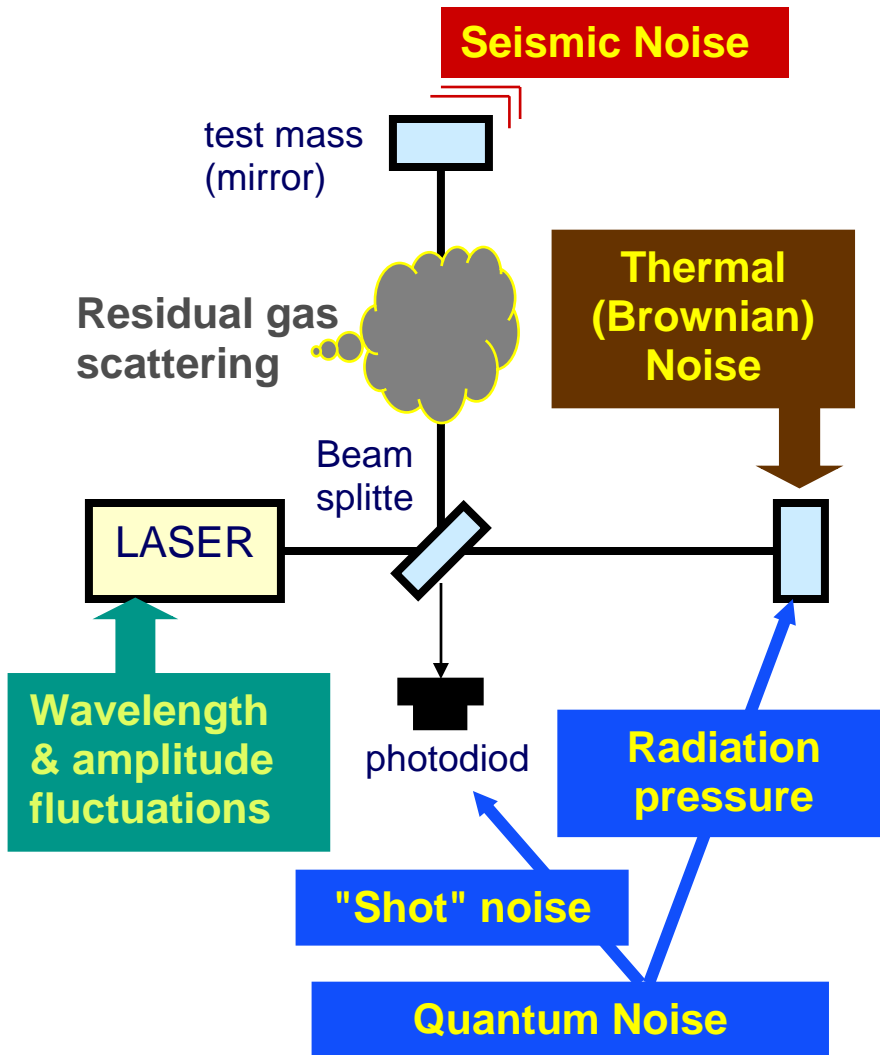 Seismic Noise
test mass
(mirror)
Thermal
(Brownian)
Noise
Residual gas
scattering
Beam
splitte
LASER
Wavelength
& amplitude
fluctuations
photodiod
Radiation
pressure
"Shot" noise
Quantum Noise